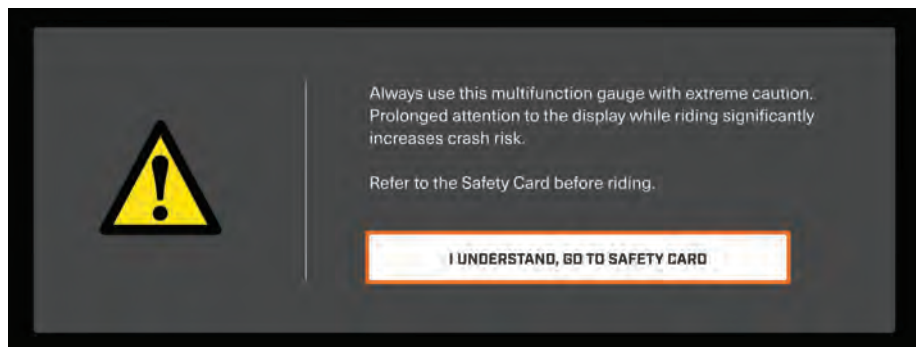 Always use this multifunction gauge with extreme caution.
Prolonged attention to the display while riding significantly
increases crash risk.
Refer to the Safety Card before riding.
I UNDERSTAND, GO TO SAFETY CARD